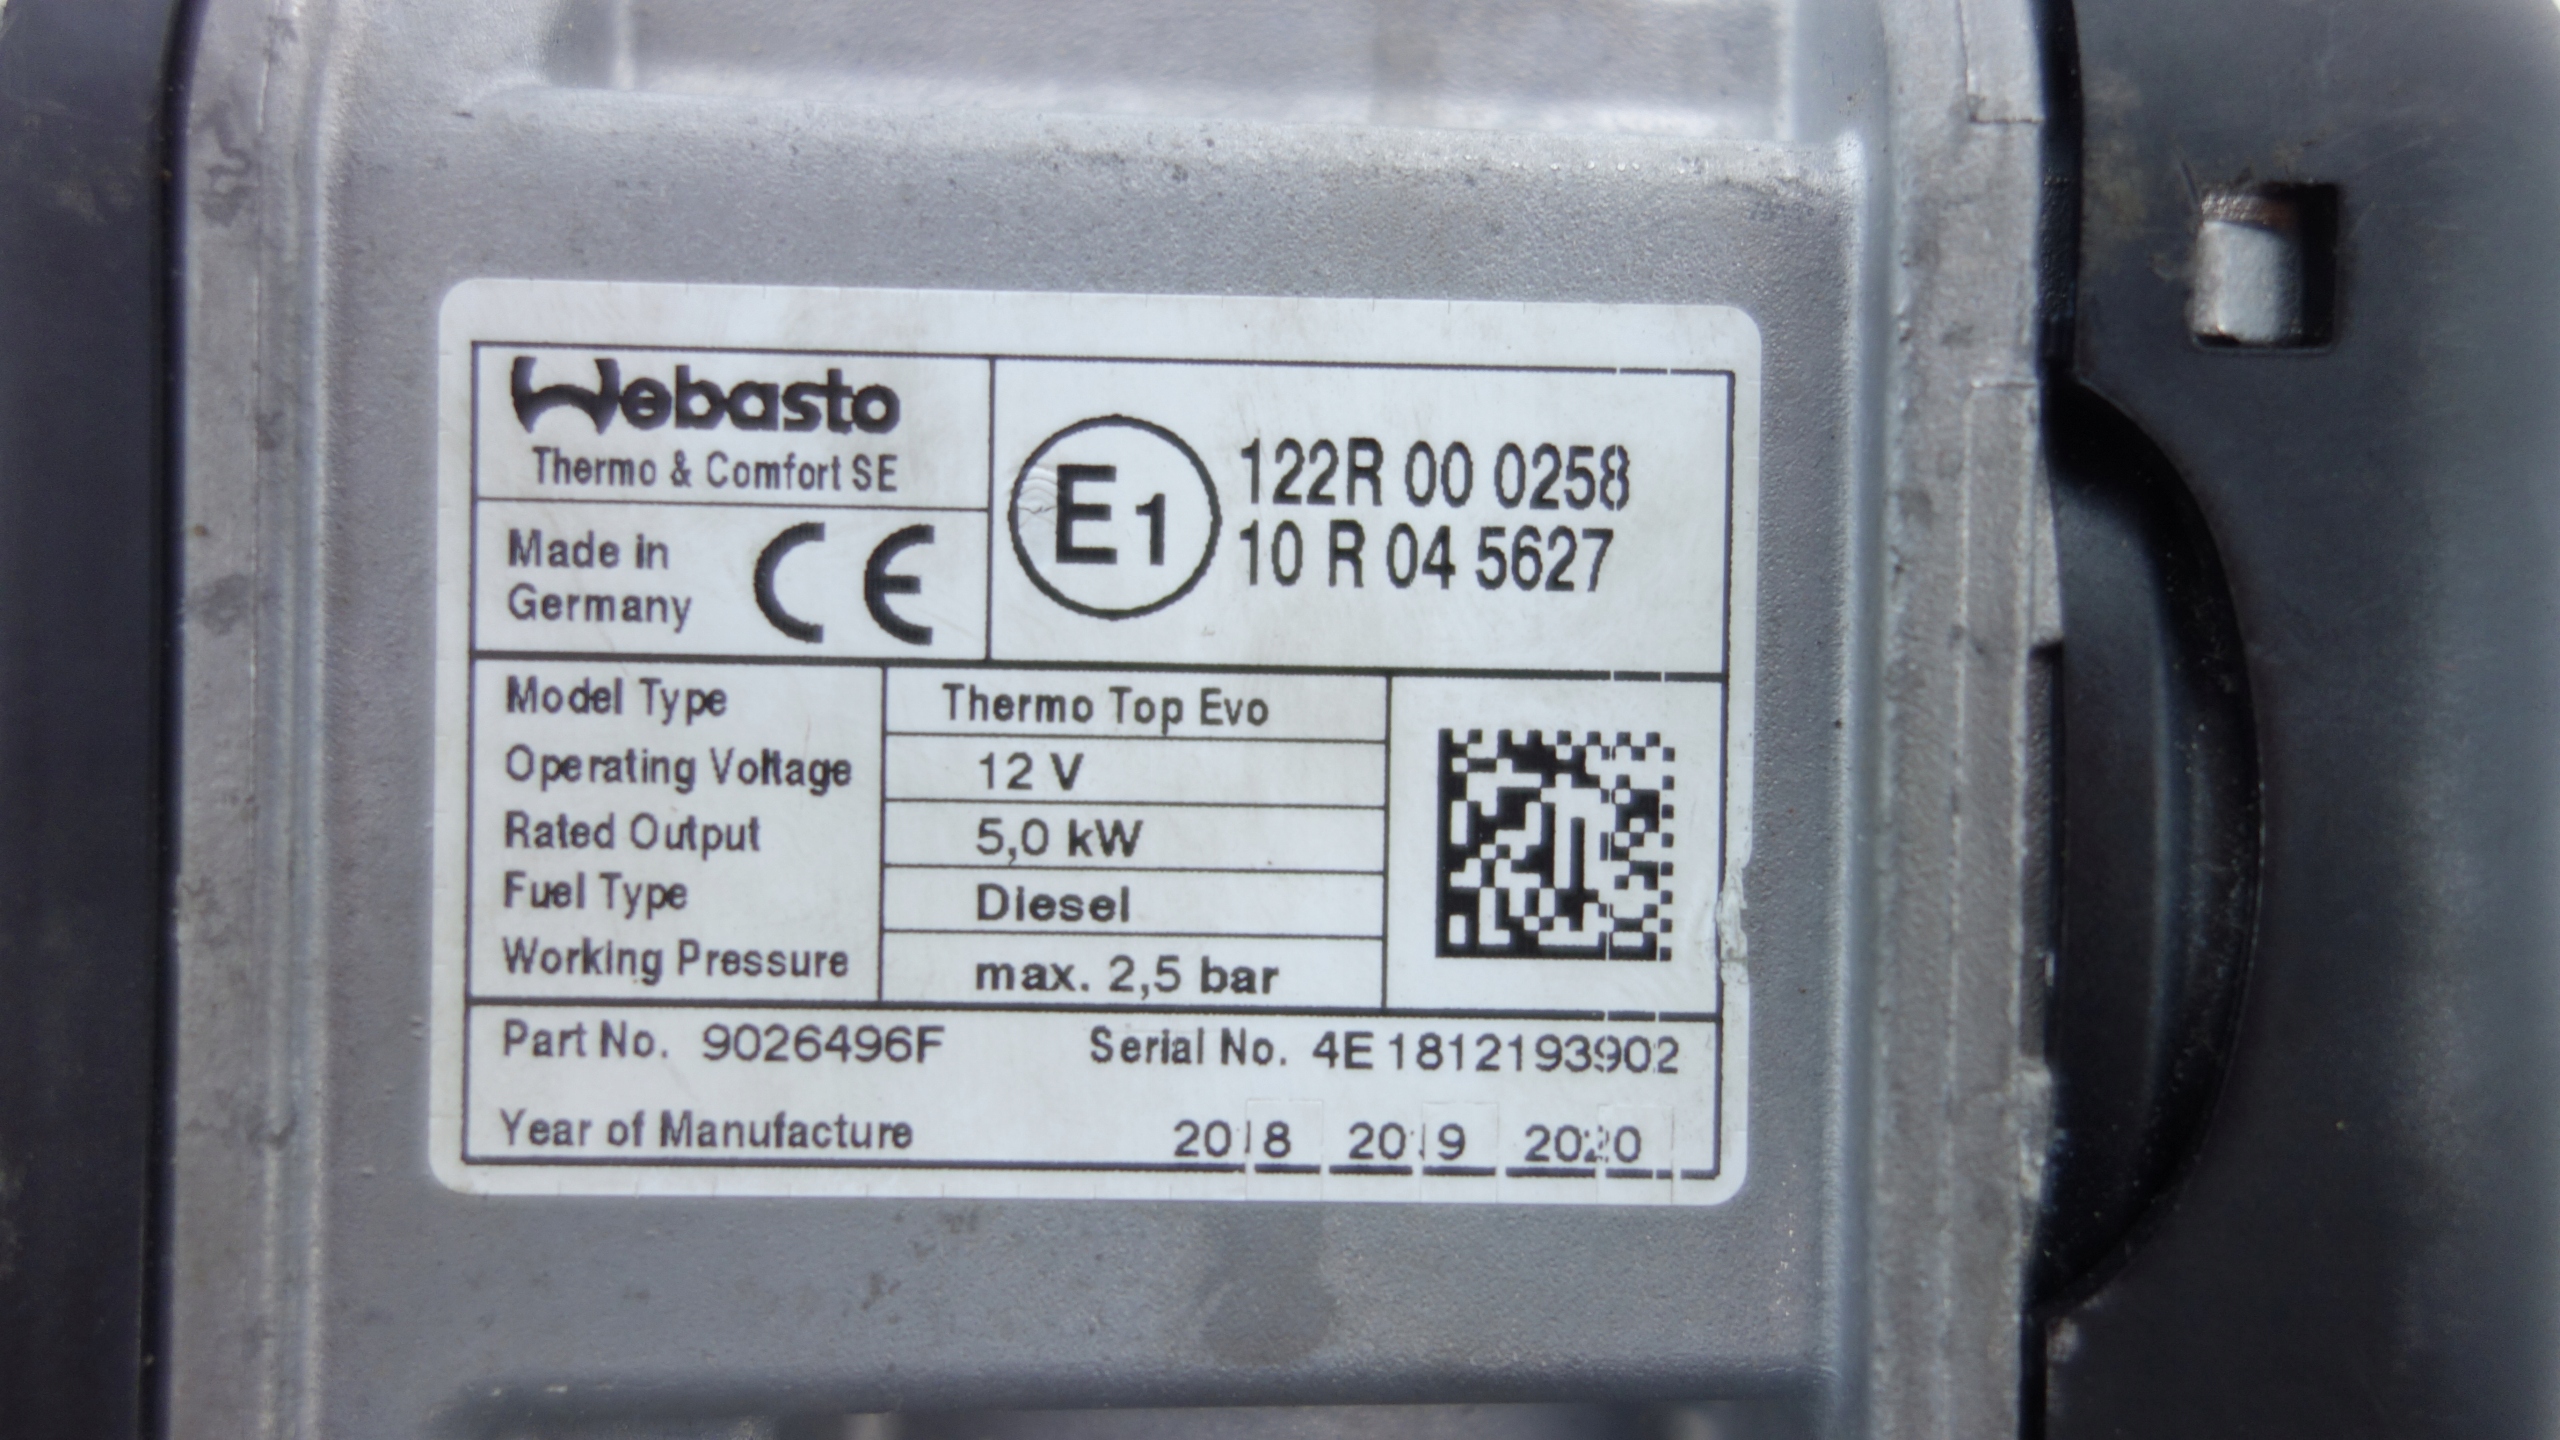 Webasto
Thermo & Comfort SE
Made in
Germany
CE
E1
122R 00 0258
10 R 04 5627
Model Type Thermo Top Evo
Operating Voltage 12 V
Rated Output 5,0 kW
Fuel Type Diesel
Working Pressure max. 2,5 bar
Part No. 9026496F Serial No. 4E1812193902
Year of Manufacture 2018 2019 2020